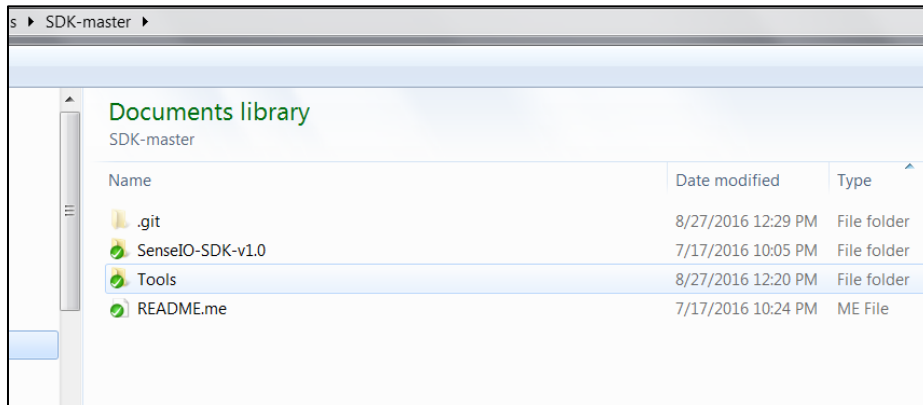 s ▸ SDK-master ▸
Documents library
SDK-master
Name Date modified Type
.git 8/27/2016 12:29 PM File folder
SenseIO-SDK-v1.0 7/17/2016 10:05 PM File folder
Tools 8/27/2016 12:20 PM File folder
README.me 7/17/2016 10:24 PM ME File